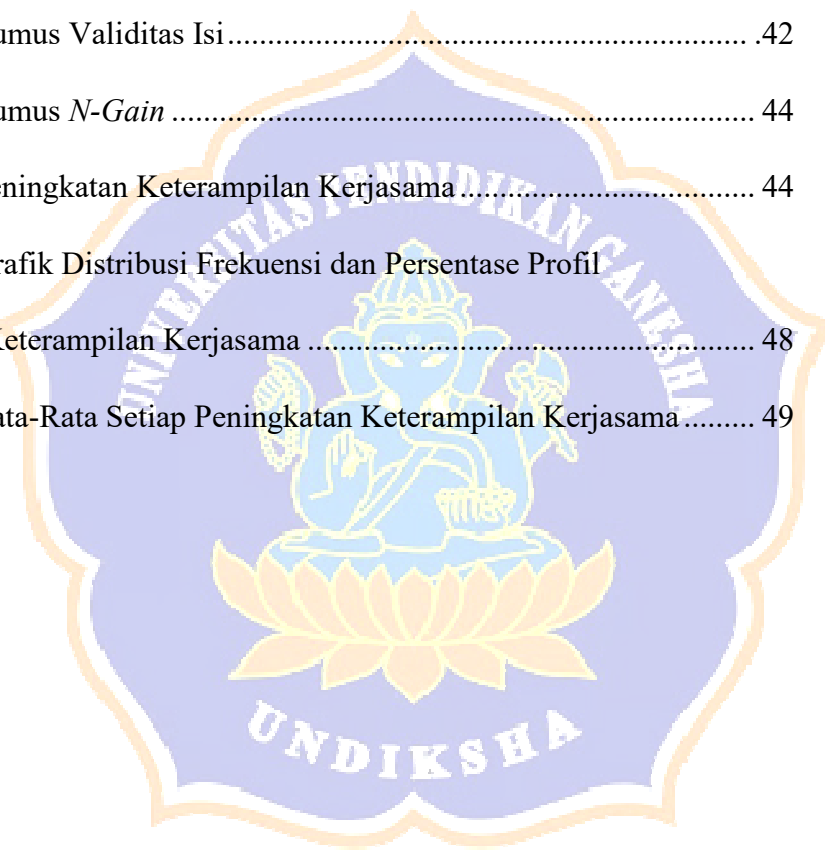 umus Validitas Isi................................................................. .42
umus N-Gain ......................................................................... 44
eningkatan Keterampilan Kerjasama..................................... 44
rafik Distribusi Frekuensi dan Persentase Profil
Keterampilan Kerjasama ........................................................ 48
ata-Rata Setiap Peningkatan Keterampilan Kerjasama......... 49
UNIVERSITAS PENDIDIKAN GANESHA
UNDIKSHA